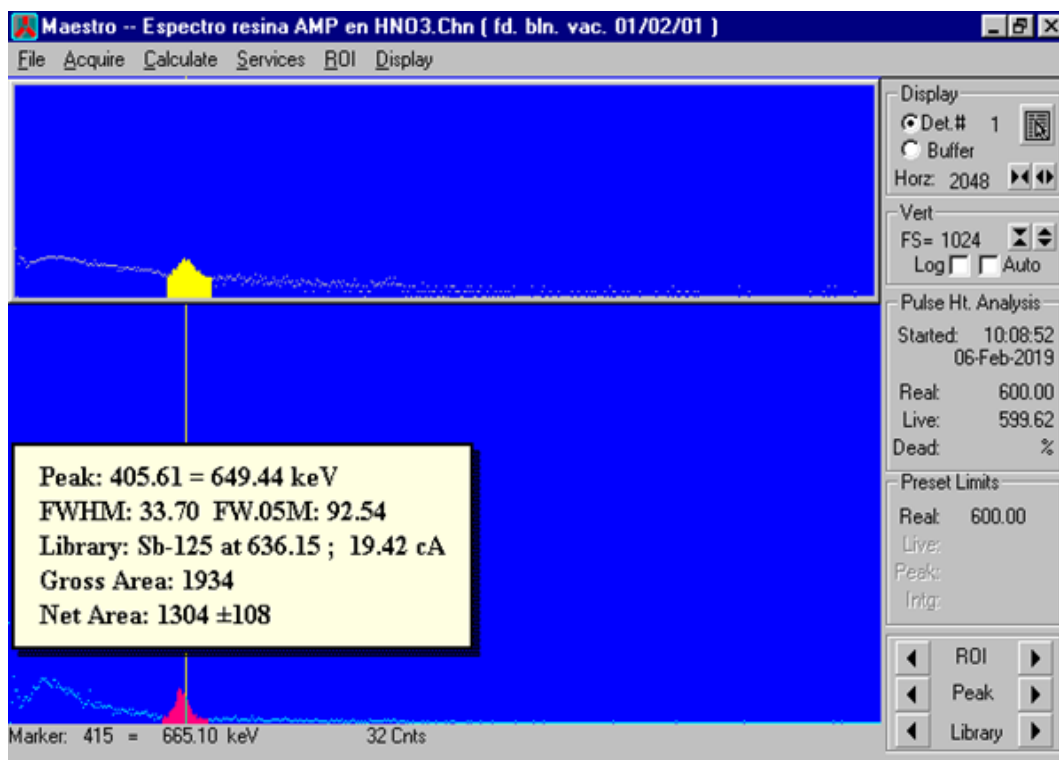 Maestro -- Espectro resina AMP en HNO3.Chn ( fd. bln. vac. 01/02/01 )
File Acquire Calculate Services ROI Display
Display
Det.# 1
Buffer
Horz: 2048
Vert
FS= 1024
Log Auto
Pulse Ht. Analysis
Started: 10:08:52
06-Feb-2019
Real: 600.00
Live: 599.62
Dead: %
Preset Limits
Real: 600.00
Live:
Peak:
Intg:
ROI
Peak
Library
Peak: 405.61 = 649.44 keV
FWHM: 33.70 FW.05M: 92.54
Library: Sb-125 at 636.15 ; 19.42 cA
Gross Area: 1934
Net Area: 1304 ±108
Marker: 415 = 665.10 keV 32 Cnts